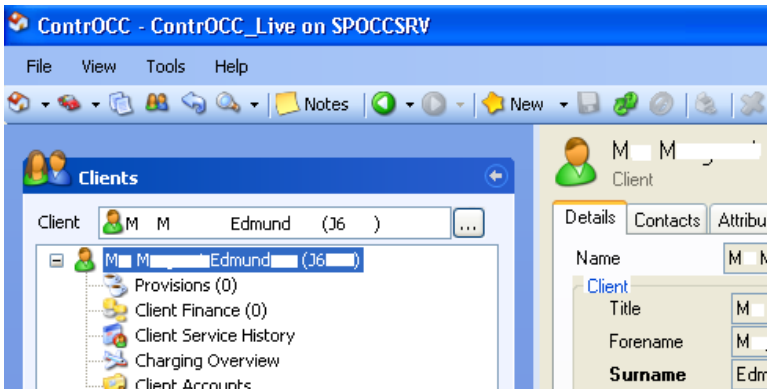 ContrOCC - ContrOCC_Live on SPOCCSRV
File View Tools Help
Notes New
Clients
Client M M Edmund (J6 )
M M Edmund (J6 )
Provisions (0)
Client Finance (0)
Client Service History
Charging Overview
Client Accounts
M M
Client
Details Contacts Attribu
Name M M
Client
Title M
Forename M
Surname Edm